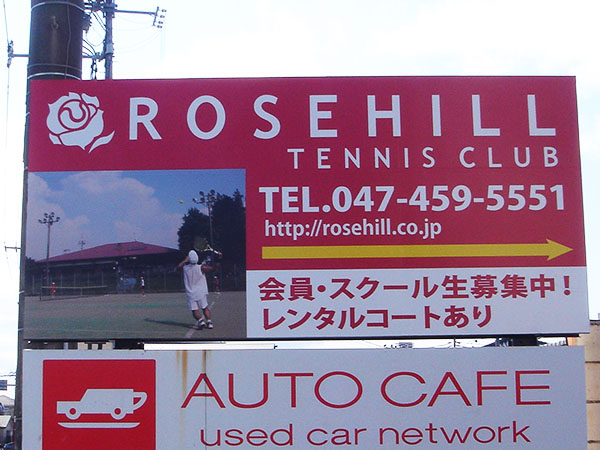 ROSEHILL
TENNIS CLUB
TEL.047-459-5551
http://rosehill.co.jp
会員・スクール生募集中！
レンタルコートあり
AUTO CAFE
used car network